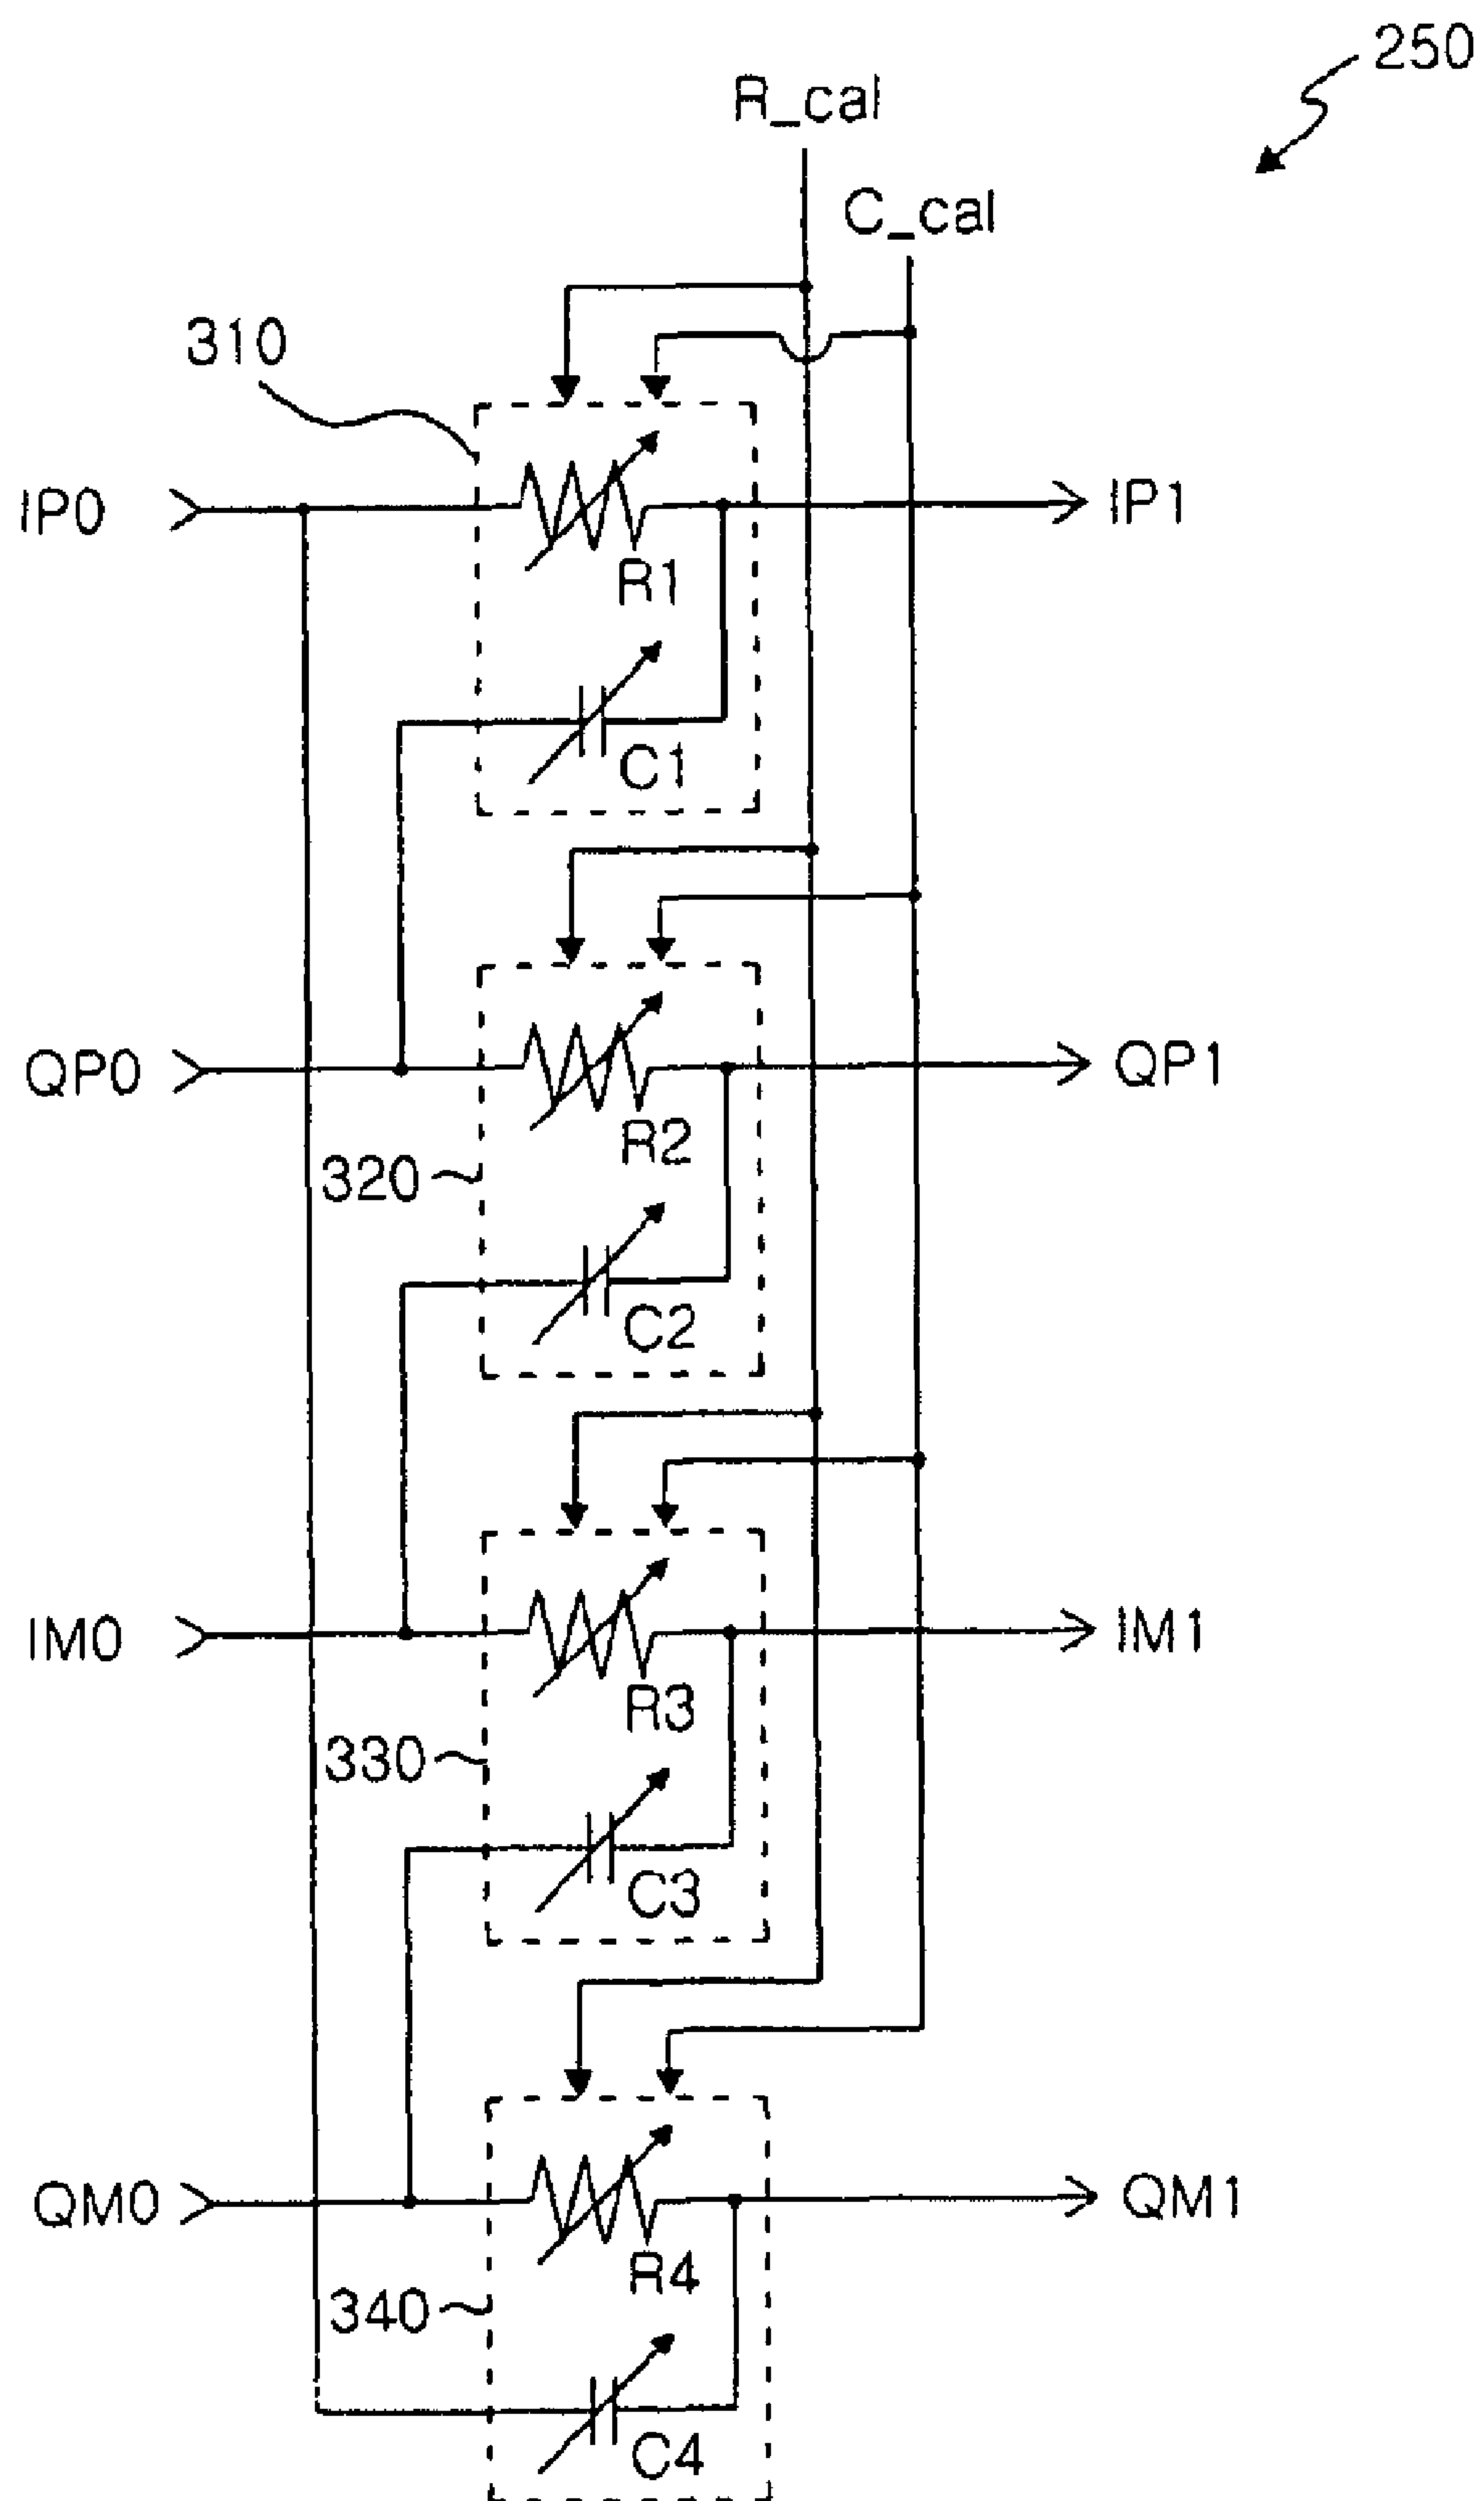 250
R_cal
C_cal
310
IP0
IP1
R1
C1
QP0
QP1
R2
320
C2
IM0
IM1
R3
330
C3
QM0
QM1
R4
340
C4